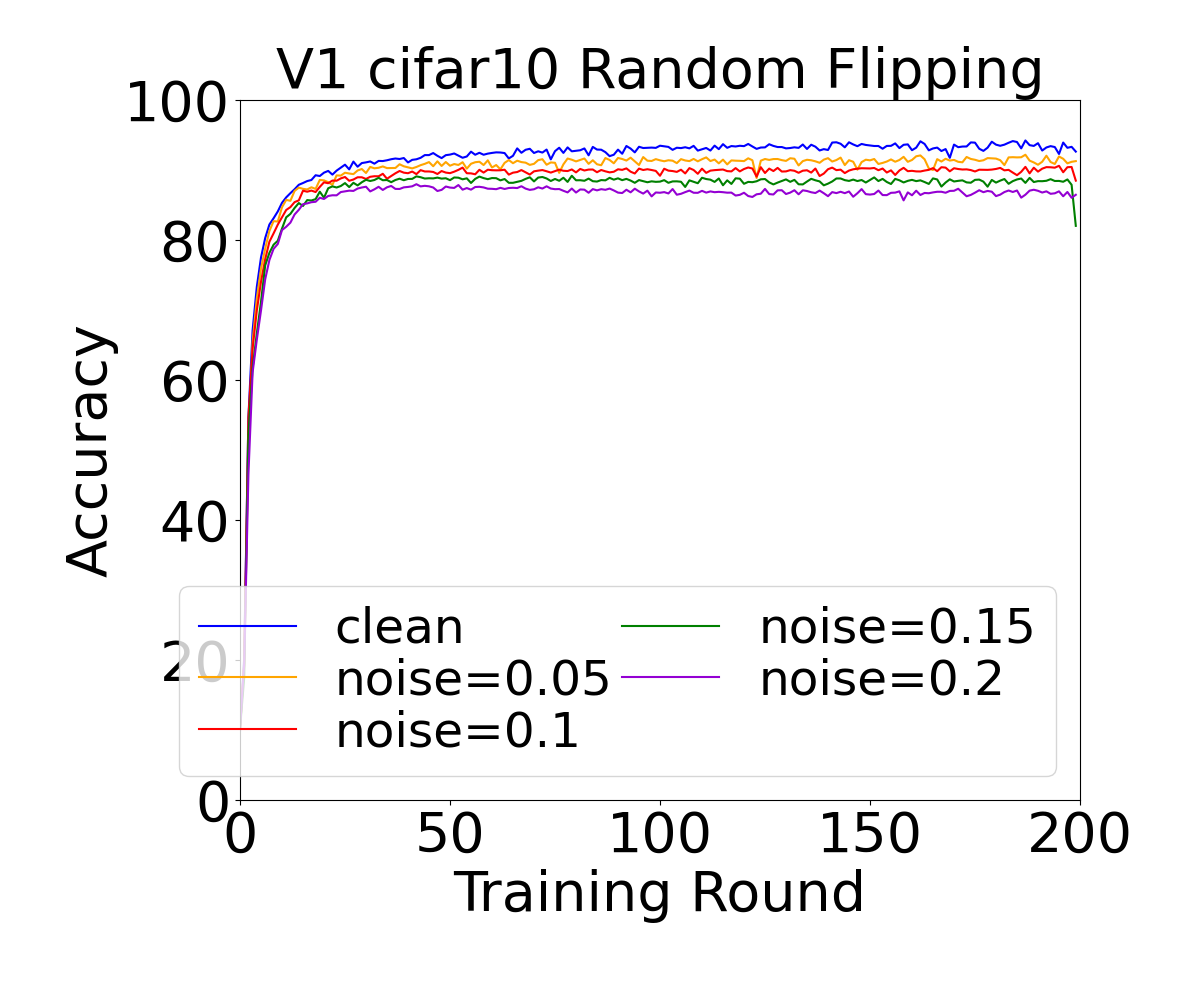 V1 cifar10 Random Flipping
100
80
60
40
20
0
Accuracy
0 50 100 150 200
Training Round
clean
noise=0.05
noise=0.1
noise=0.15
noise=0.2